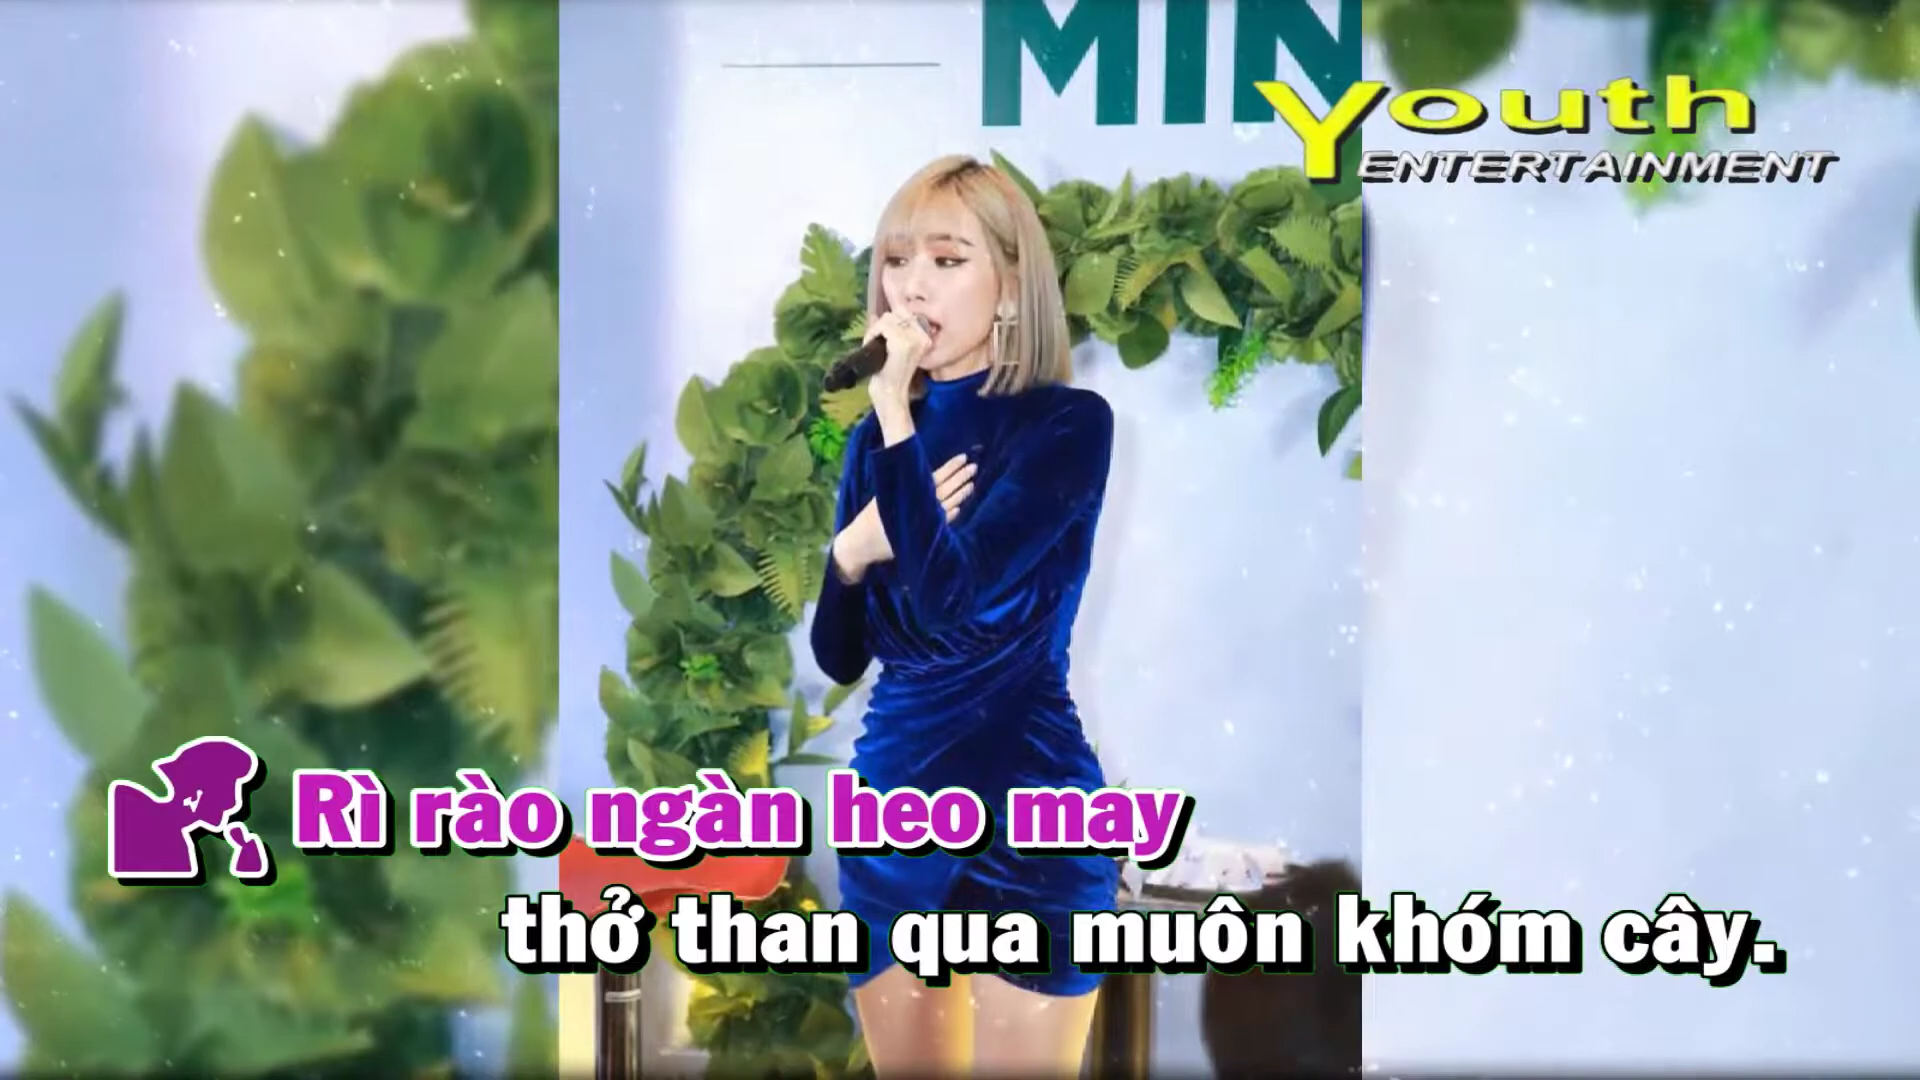 MIN
Youth
ENTERTAINMENT
Rì rào ngàn heo may
thở than qua muôn khóm cây.